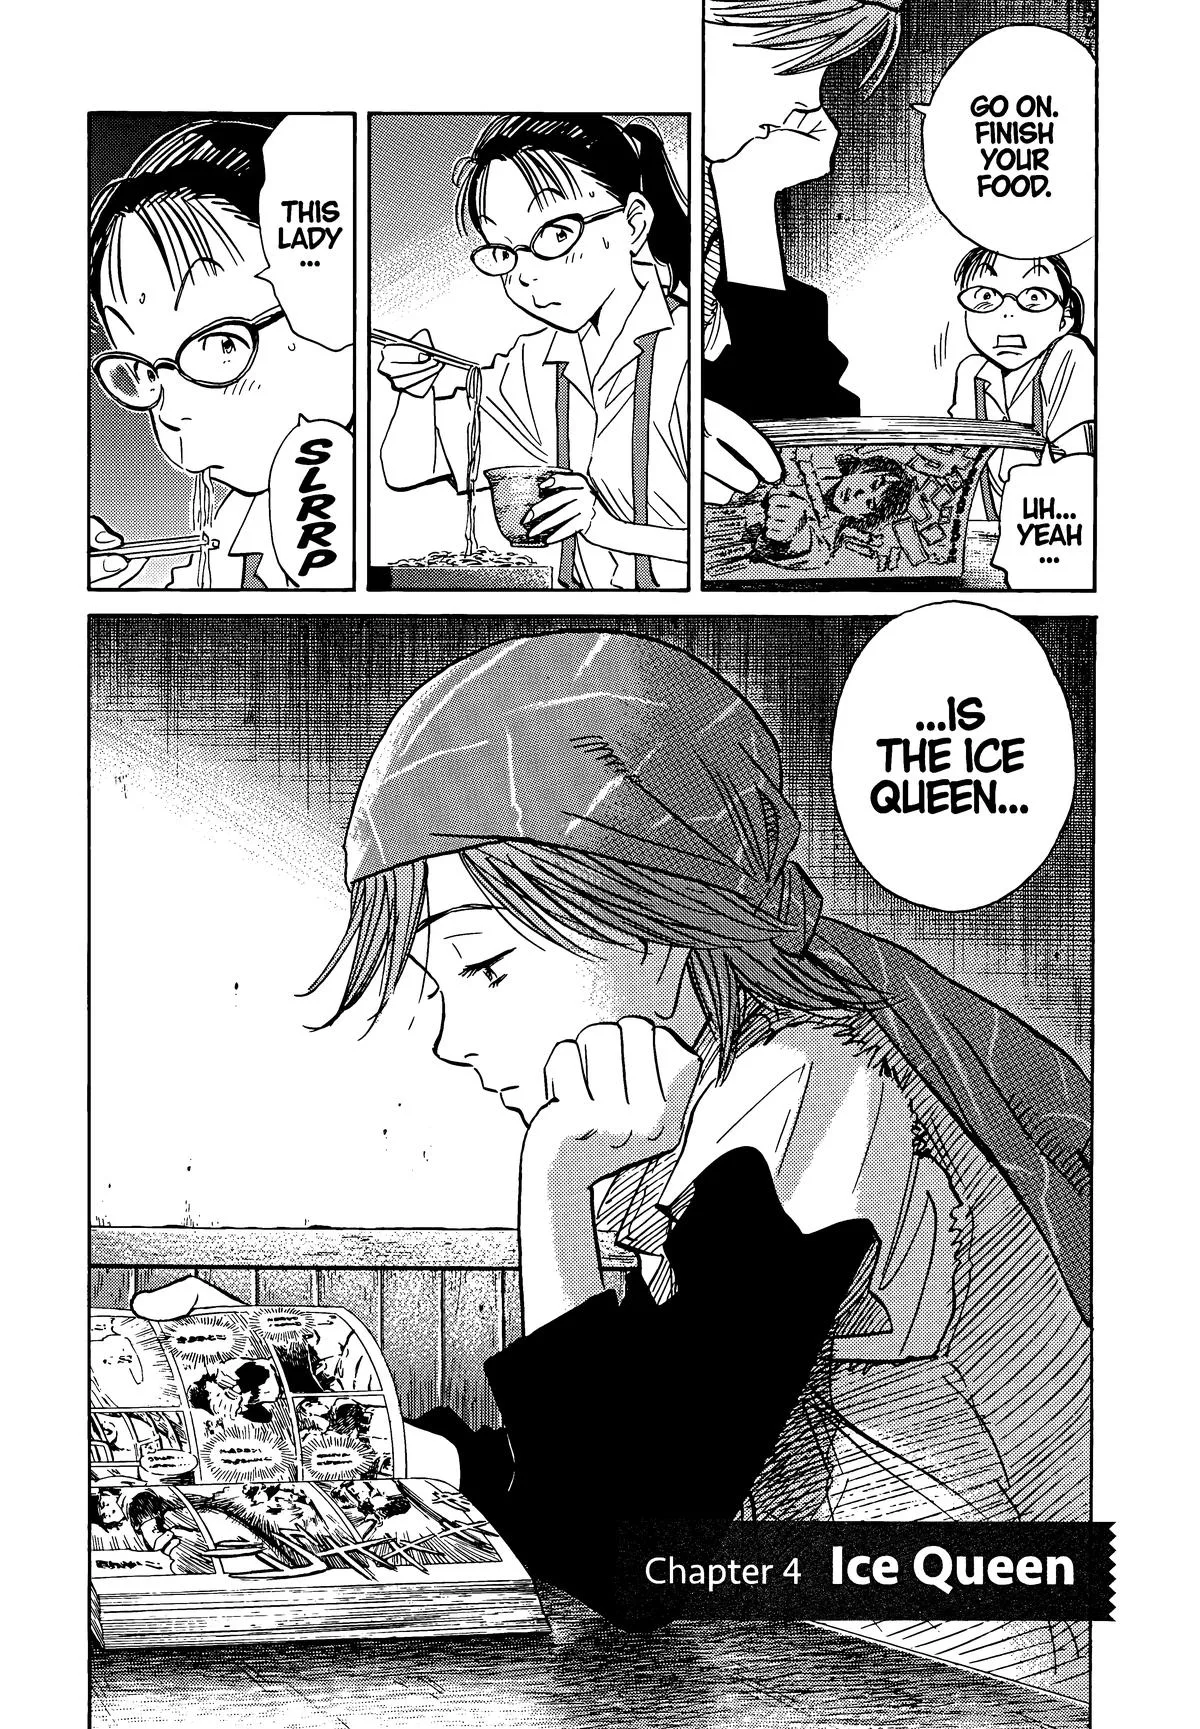 GO ON.
FINISH
YOUR
FOOD.
UH...
YEAH
...
THIS
LADY
...
SLRRP
...IS
THE ICE
QUEEN...
Chapter 4 Ice Queen